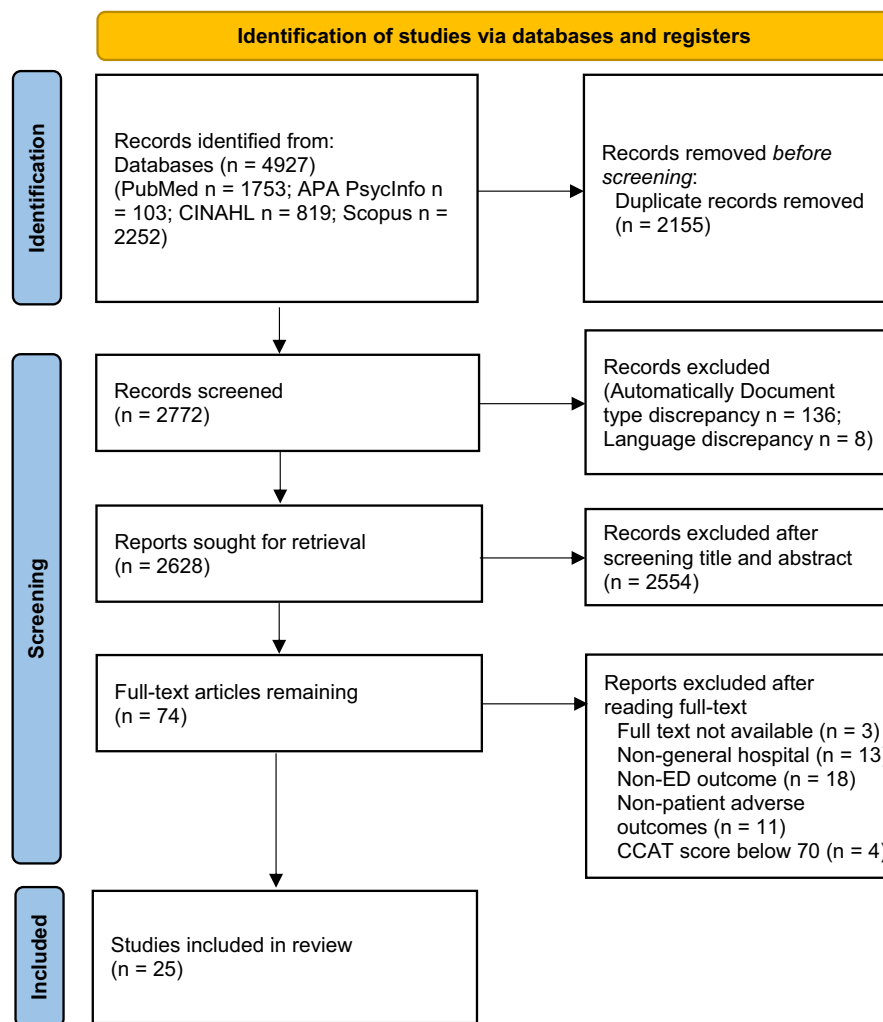 Identification of studies via databases and registers
Identification
Records identified from:
Databases (n = 4927)
(PubMed n = 1753; APA PsycInfo n
= 103; CINAHL n = 819; Scopus n =
2252)
Records removed before
screening:
Duplicate records removed
(n = 2155)
Screening
Records screened
(n = 2772)
Records excluded
(Automatically Document
type discrepancy n = 136;
Language discrepancy n = 8)
Reports sought for retrieval
(n = 2628)
Records excluded after
screening title and abstract
(n = 2554)
Full-text articles remaining
(n = 74)
Reports excluded after
reading full-text
Full text not available (n = 3)
Non-general hospital (n = 13)
Non-ED outcome (n = 18)
Non-patient adverse
outcomes (n = 11)
CCAT score below 70 (n = 4)
Included
Studies included in review
(n = 25)